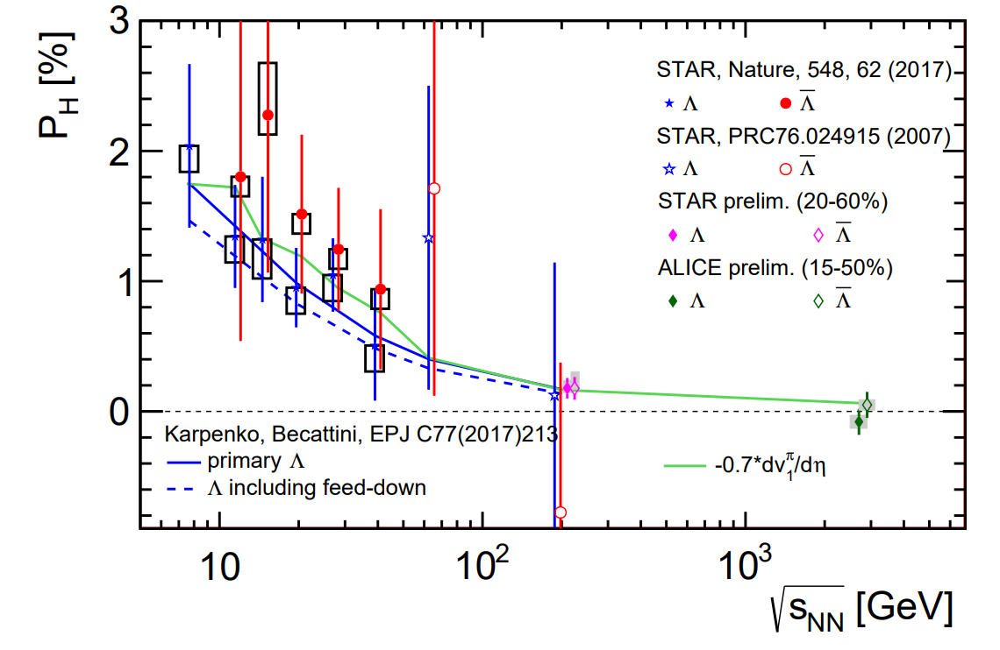 P_H [%]
3
2
1
0
STAR, Nature, 548, 62 (2017)
Λ Λ̅
STAR, PRC76.024915 (2007)
Λ Λ̅
STAR prelim. (20-60%)
Λ Λ̅
ALICE prelim. (15-50%)
Λ Λ̅
Karpenko, Becattini, EPJ C77(2017)213
primary Λ
Λ including feed-down
-0.7*dv₁^π/dη
10 10² 10³
√s_NN [GeV]